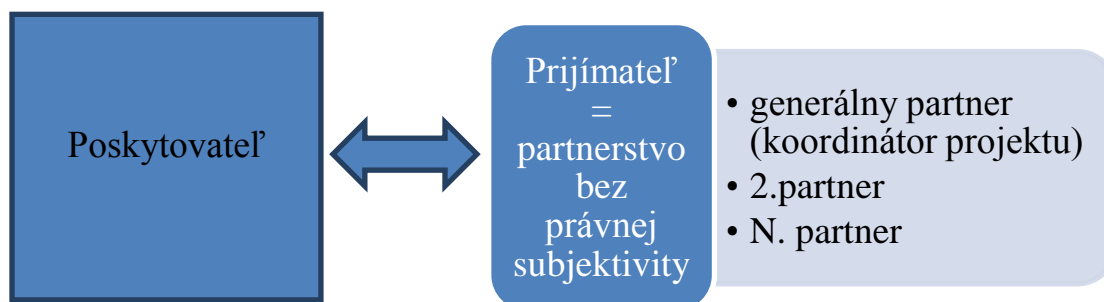 Poskytovateľ
Prijímateľ
=
partnerstvo
bez
právnej
subjektivity
• generálny partner
(koordinátor projektu)
• 2.partner
• N. partner